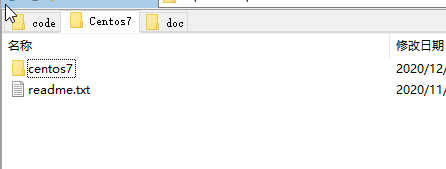 code Centos7 doc
名称 修改日期
centos7 2020/12/
readme.txt 2020/11/